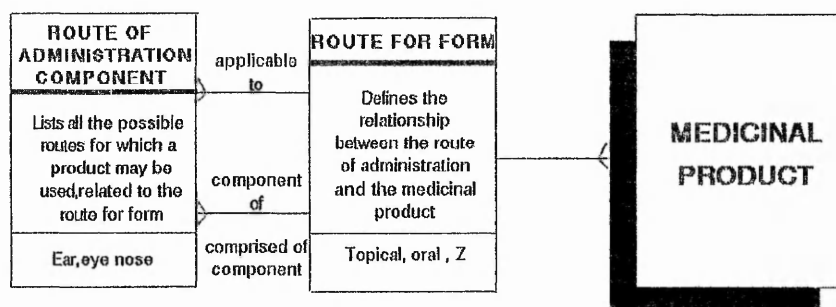 ROUTE OF
ADMINISTRATION
COMPONENT
Lists all the possible
routes for which a
product may be
used,related to the
route for form
Ear,eye nose
applicable
to
component
of
comprised of
component
ROUTE FOR FORM
Defines the
relationship
between the route
of administration
and the medicinal
product
Topical, oral , Z
MEDICINAL
PRODUCT